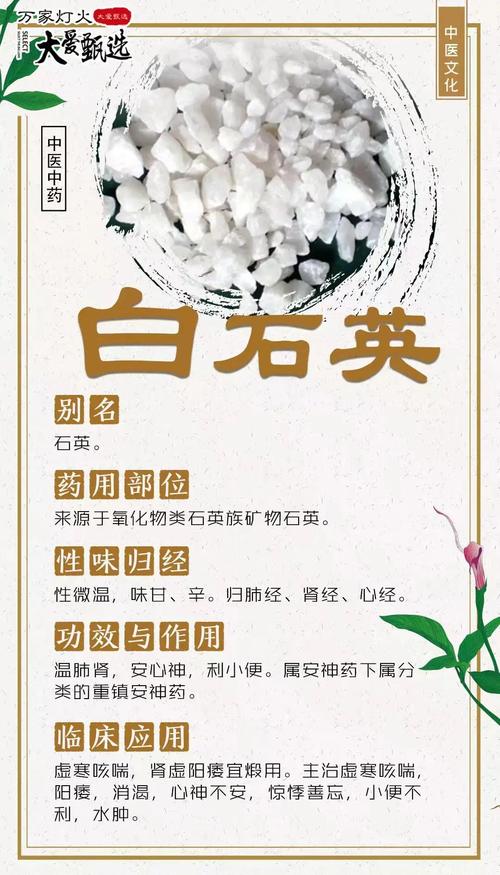 万家灯火
大爱甄选
SELECT
大爱甄选
中医文化
中医中药
白石英
别名
石英。
药用部位
来源于氧化物类石英族矿物石英。
性味归经
性微温，味甘、辛。归肺经、肾经、心经。
功效与作用
温肺肾，安心神，利小便。属安神药下属分
类的重镇安神药。
临床应用
虚寒咳喘，肾虚阳痿宜煅用。主治虚寒咳喘，
阳痿，消渴，心神不安，惊悸善忘，小便不
利，水肿。